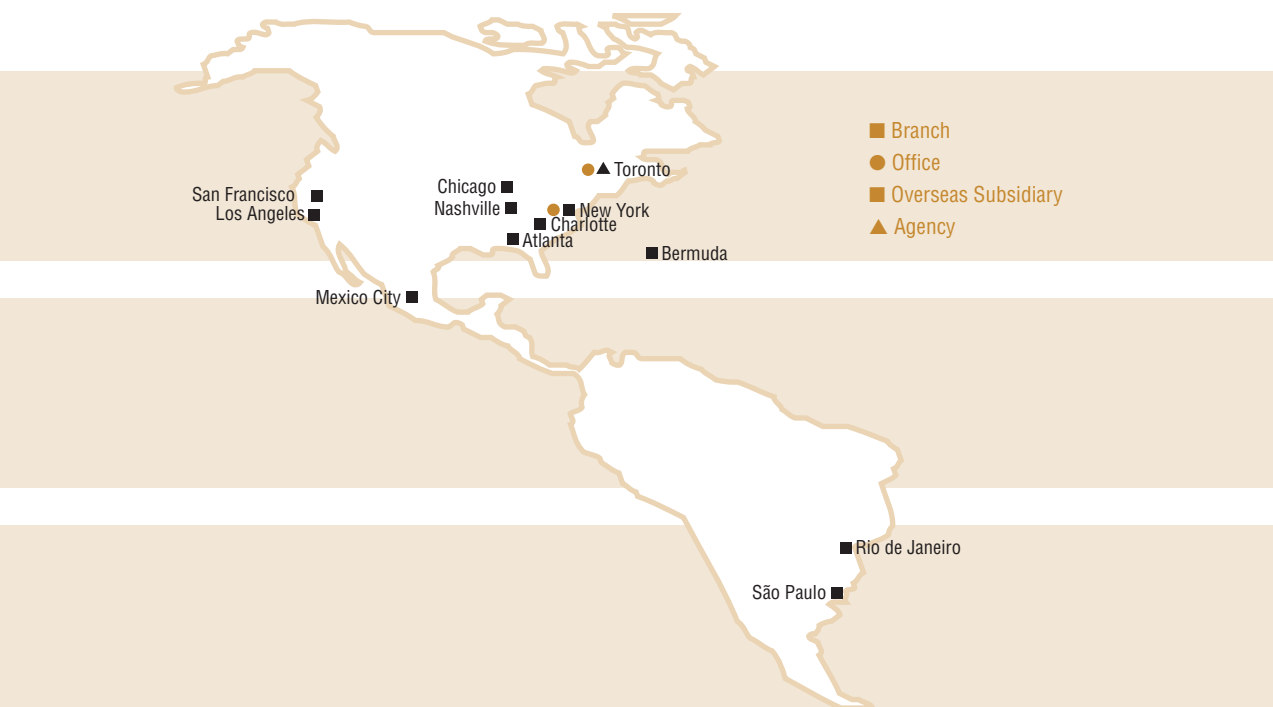 Branch
Office
Overseas Subsidiary
Agency
Toronto
Chicago
San Francisco
Nashville
New York
Los Angeles
Charlotte
Atlanta
Bermuda
Mexico City
Rio de Janeiro
São Paulo